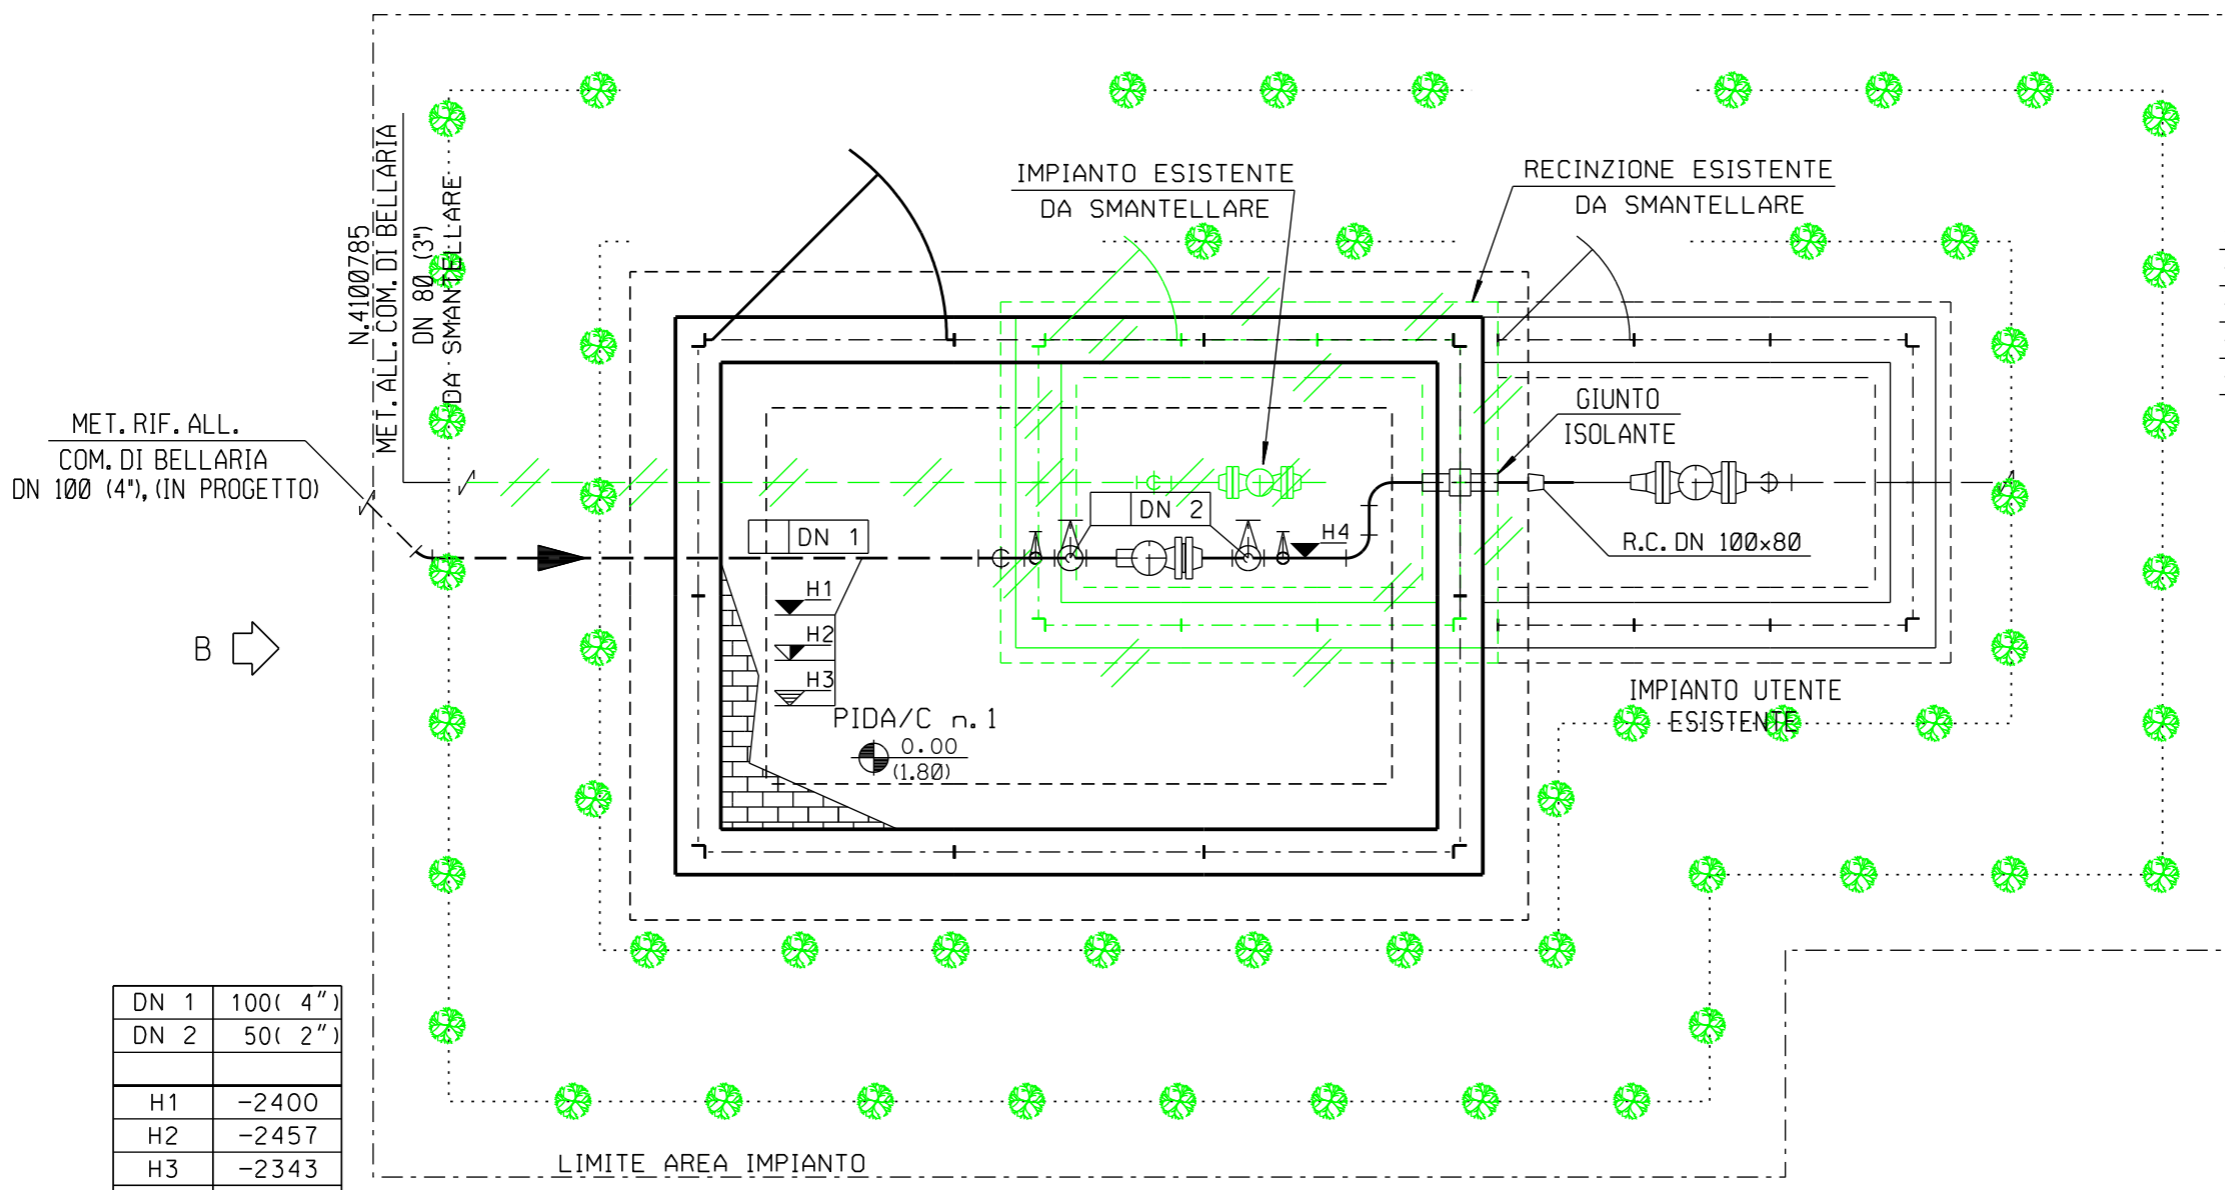 N.4100785
MET.ALL.COM. DI BELLARIA
DN 80 (3")
DA SMANTELLARE
IMPIANTO ESISTENTE
DA SMANTELLARE
RECINZIONE ESISTENTE
DA SMANTELLARE
MET. RIF. ALL.
COM. DI BELLARIA
DN 100 (4"), (IN PROGETTO)
GIUNTO
ISOLANTE
DN 1
DN 2
H4
R.C. DN 100x80
H1
H2
H3
B
PIDA/C n.1
0.00
(1.80)
IMPIANTO UTENTE
ESISTENTE
DN 1 100( 4")
DN 2 50( 2")
H1 -2400
H2 -2457
H3 -2343
LIMITE AREA IMPIANTO